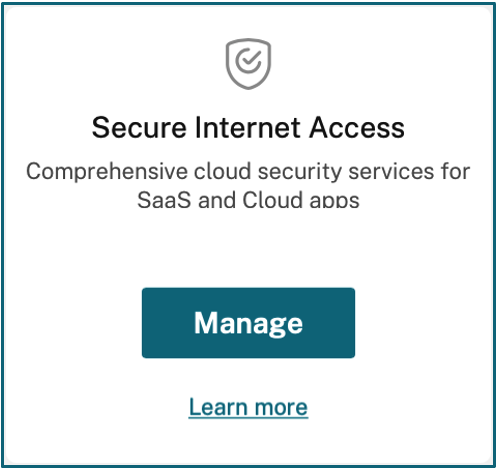 Secure Internet Access
Comprehensive cloud security services for
SaaS and Cloud apps
Manage
Learn more